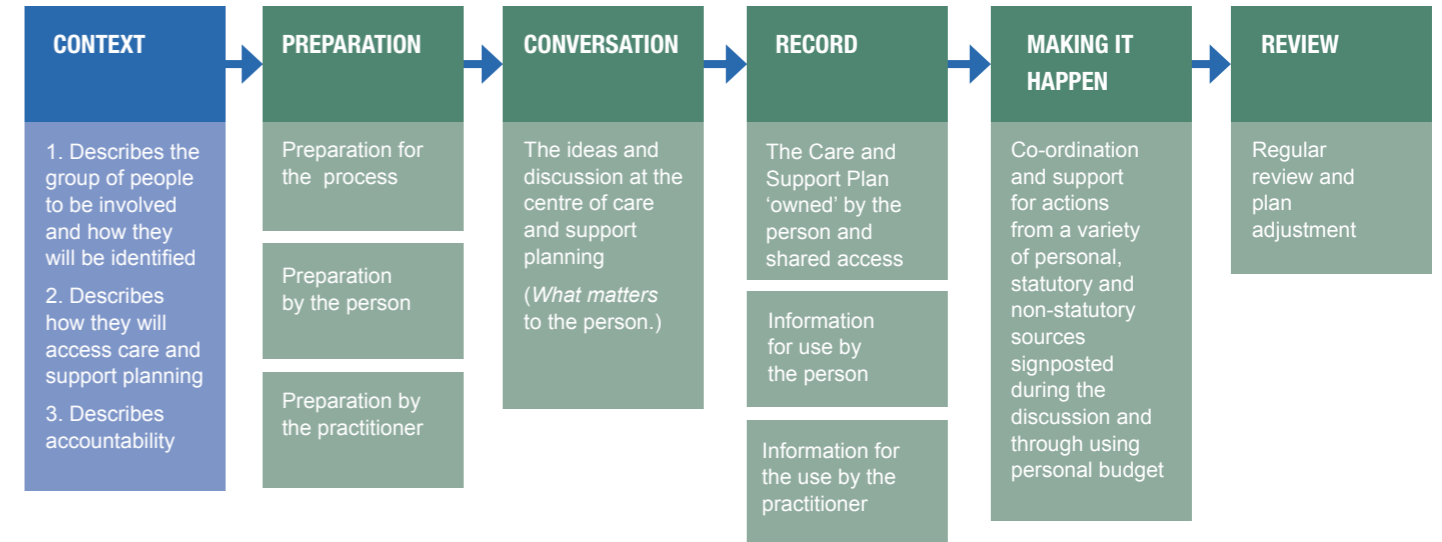 CONTEXT
1. Describes the
group of people
to be involved
and how they
will be identified
2. Describes
how they will
access care and
support planning
3. Describes
accountability
PREPARATION
Preparation for
the process
Preparation
by the person
Preparation by
the practitioner
CONVERSATION
The ideas and
discussion at the
centre of care
and support
planning
(What matters
to the person.)
RECORD
The Care and
Support Plan
‘owned’ by the
person and
shared access
Information
for use by
the person
Information for
the use by the
practitioner
MAKING IT
HAPPEN
Co-ordination
and support
for actions
from a variety
of personal,
statutory and
non-statutory
sources
signposted
during the
discussion and
through using
personal budget
REVIEW
Regular
review and
plan
adjustment